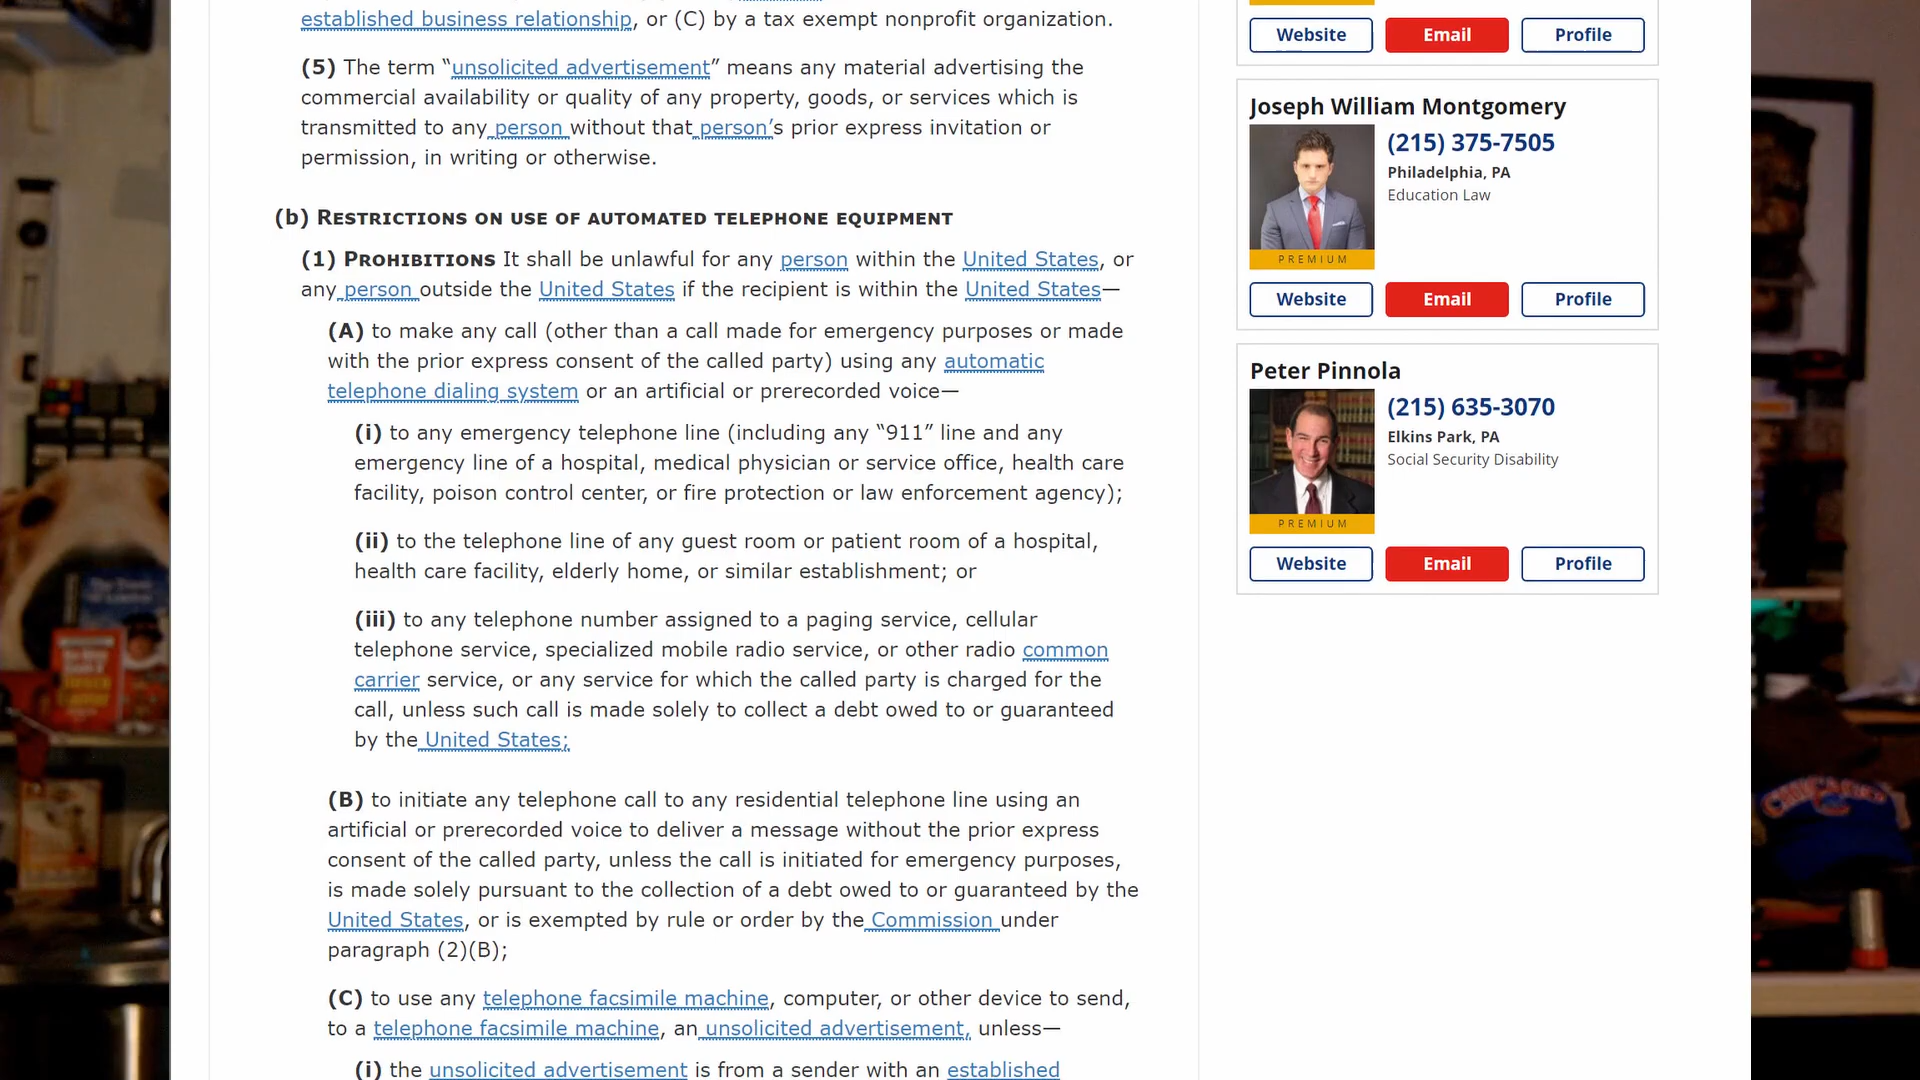 established business relationship, or (C) by a tax exempt nonprofit organization.
(5) The term “unsolicited advertisement” means any material advertising the
commercial availability or quality of any property, goods, or services which is
transmitted to any person without that person’s prior express invitation or
permission, in writing or otherwise.
(b) RESTRICTIONS ON USE OF AUTOMATED TELEPHONE EQUIPMENT
(1) PROHIBITIONS It shall be unlawful for any person within the United States, or
any person outside the United States if the recipient is within the United States—
(A) to make any call (other than a call made for emergency purposes or made
with the prior express consent of the called party) using any automatic
telephone dialing system or an artificial or prerecorded voice—
(i) to any emergency telephone line (including any “911” line and any
emergency line of a hospital, medical physician or service office, health care
facility, poison control center, or fire protection or law enforcement agency);
(ii) to the telephone line of any guest room or patient room of a hospital,
health care facility, elderly home, or similar establishment; or
(iii) to any telephone number assigned to a paging service, cellular
telephone service, specialized mobile radio service, or other radio common
carrier service, or any service for which the called party is charged for the
call, unless such call is made solely to collect a debt owed to or guaranteed
by the United States;
(B) to initiate any telephone call to any residential telephone line using an
artificial or prerecorded voice to deliver a message without the prior express
consent of the called party, unless the call is initiated for emergency purposes,
is made solely pursuant to the collection of a debt owed to or guaranteed by the
United States, or is exempted by rule or order by the Commission under
paragraph (2)(B);
(C) to use any telephone facsimile machine, computer, or other device to send,
to a telephone facsimile machine, an unsolicited advertisement, unless—
(i) the unsolicited advertisement is from a sender with an established
Website Email Profile
Joseph William Montgomery
(215) 375-7505
Philadelphia, PA
Education Law
PREMIUM
Website Email Profile
Peter Pinnola
(215) 635-3070
Elkins Park, PA
Social Security Disability
PREMIUM
Website Email Profile